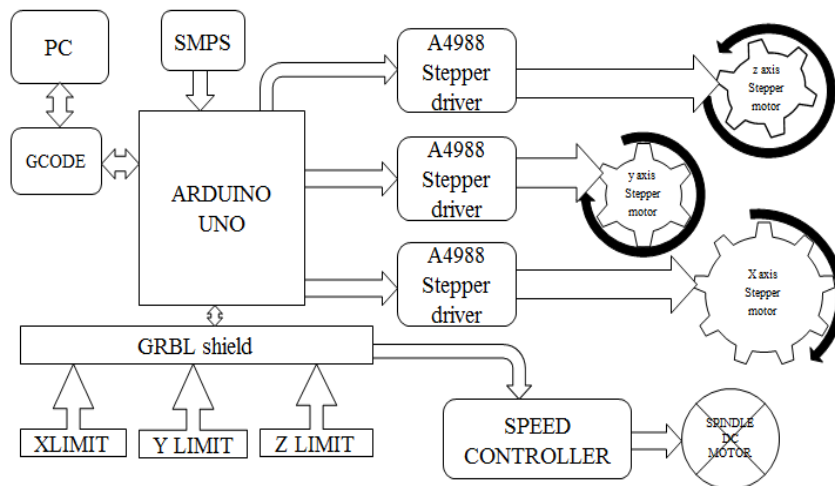 PC
SMPS
A4988
Stepper
driver
z axis
Stepper
motor
GCODE
ARDUINO
UNO
A4988
Stepper
driver
y axis
Stepper
motor
A4988
Stepper
driver
X axis
Stepper
motor
GRBL shield
XLIMIT
Y LIMIT
Z LIMIT
SPEED
CONTROLLER
SPINDLE
DC
MOTOR